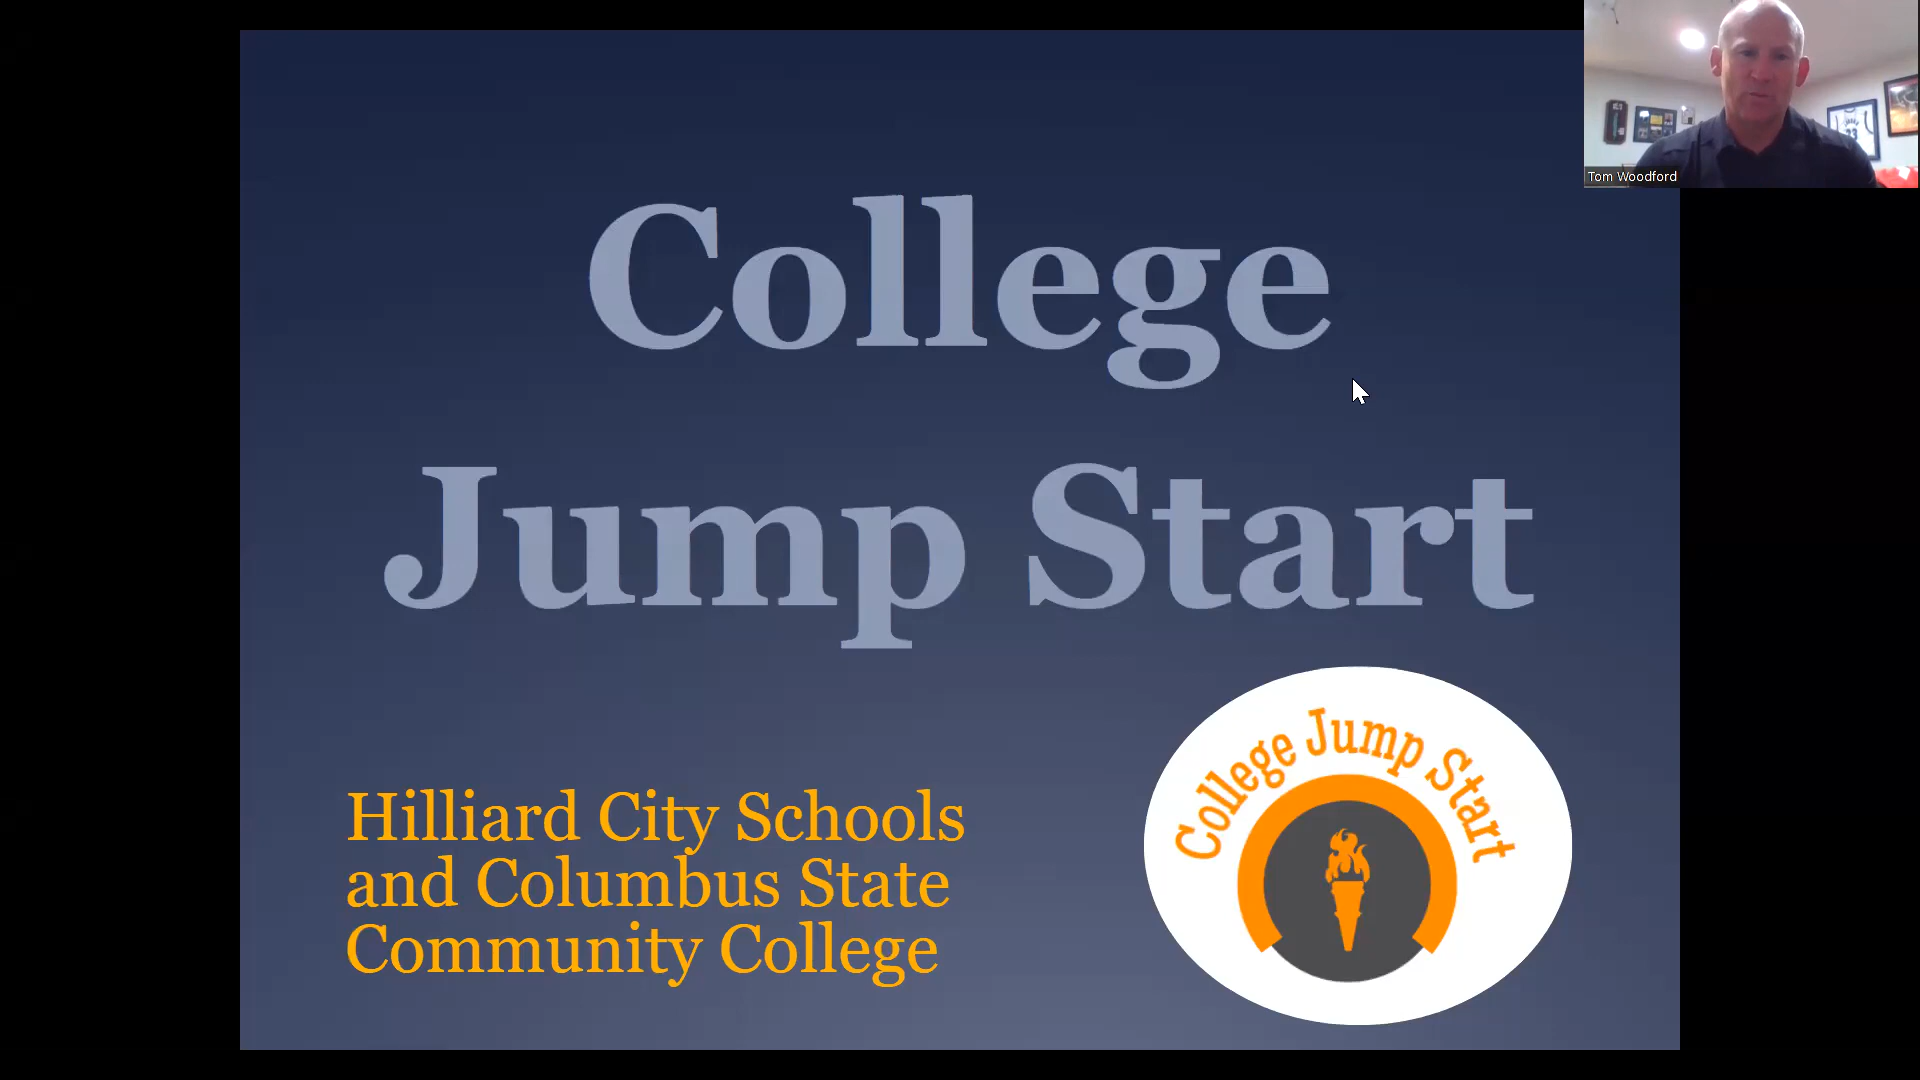 Tom Woodford
College
Jump Start
Hilliard City Schools
and Columbus State
Community College
College Jump Start